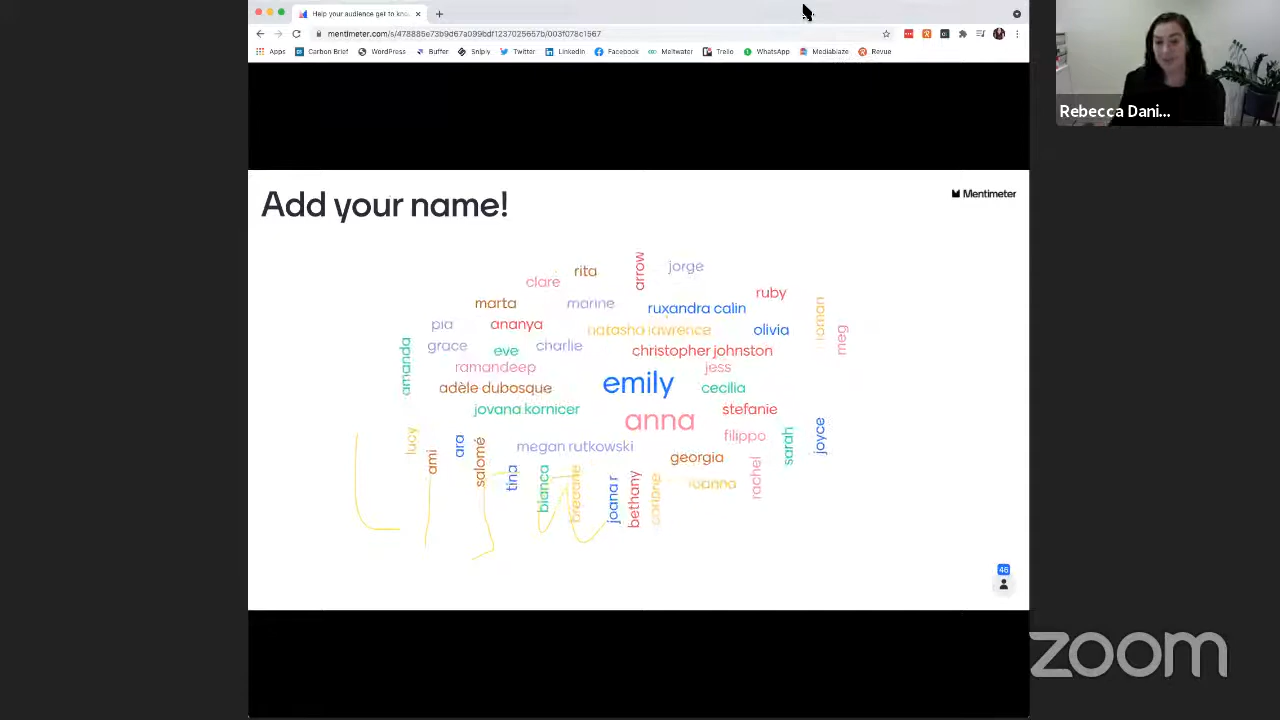 Help your audience get to kno
mentimeter.com/s/478885e73b9d67a099bdf1237025657b/003f078c1567
Apps Carbon Brief WordPress Buffer Sniply Twitter LinkedIn Facebook Meltwater Trello WhatsApp Mediablaze Revue
Rebecca Dani...
Add your name!
Mentimeter
rita
arrow
jorge
clare
ruby
marta
marine
ruxandra calin
pia
ananya
natasha lawrence
olivia
meg
amanda
grace
eve
charlie
christopher johnston
ramandeep
jess
adèle dubosque
emily
cecilia
jovana kornicer
anna
stefanie
lucy
ami
ara
salomé
megan rutkowski
filippo
sarah
joyce
georgia
tina
bianca
joana r
bethany
rachel
Lisa
46
zoom